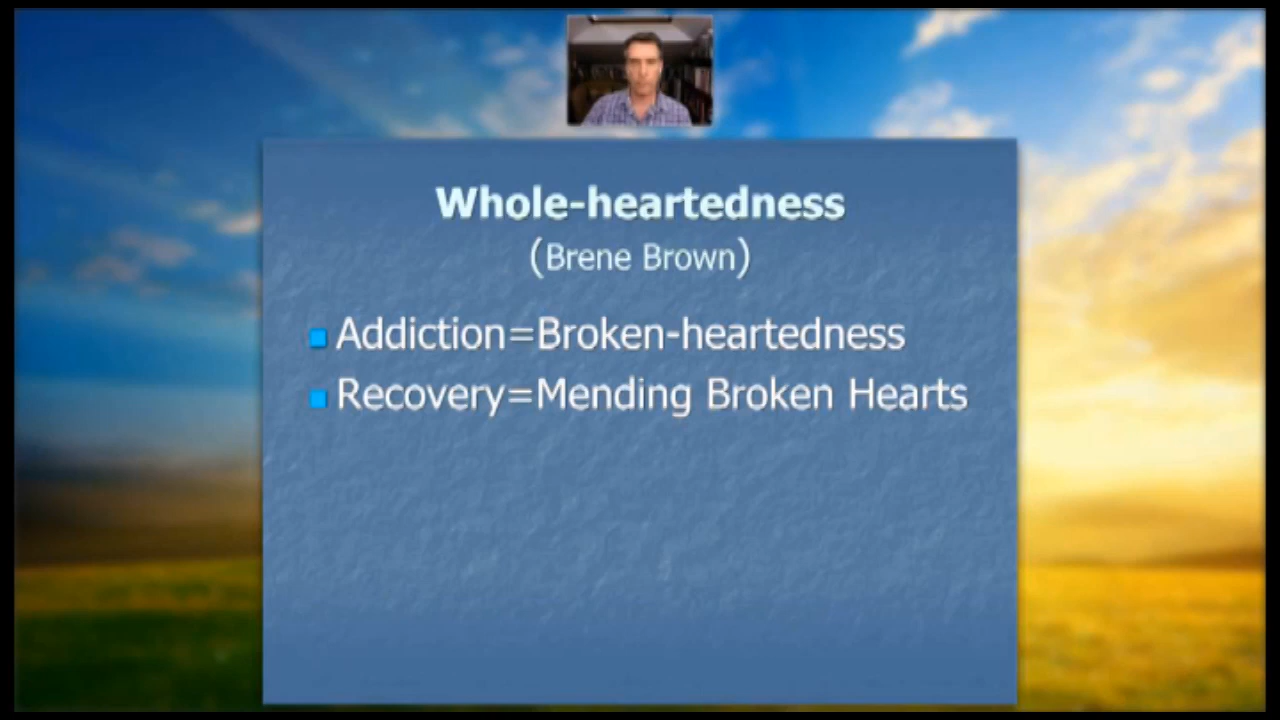 Whole-heartedness
(Brene Brown)
Addiction=Broken-heartedness
Recovery=Mending Broken Hearts